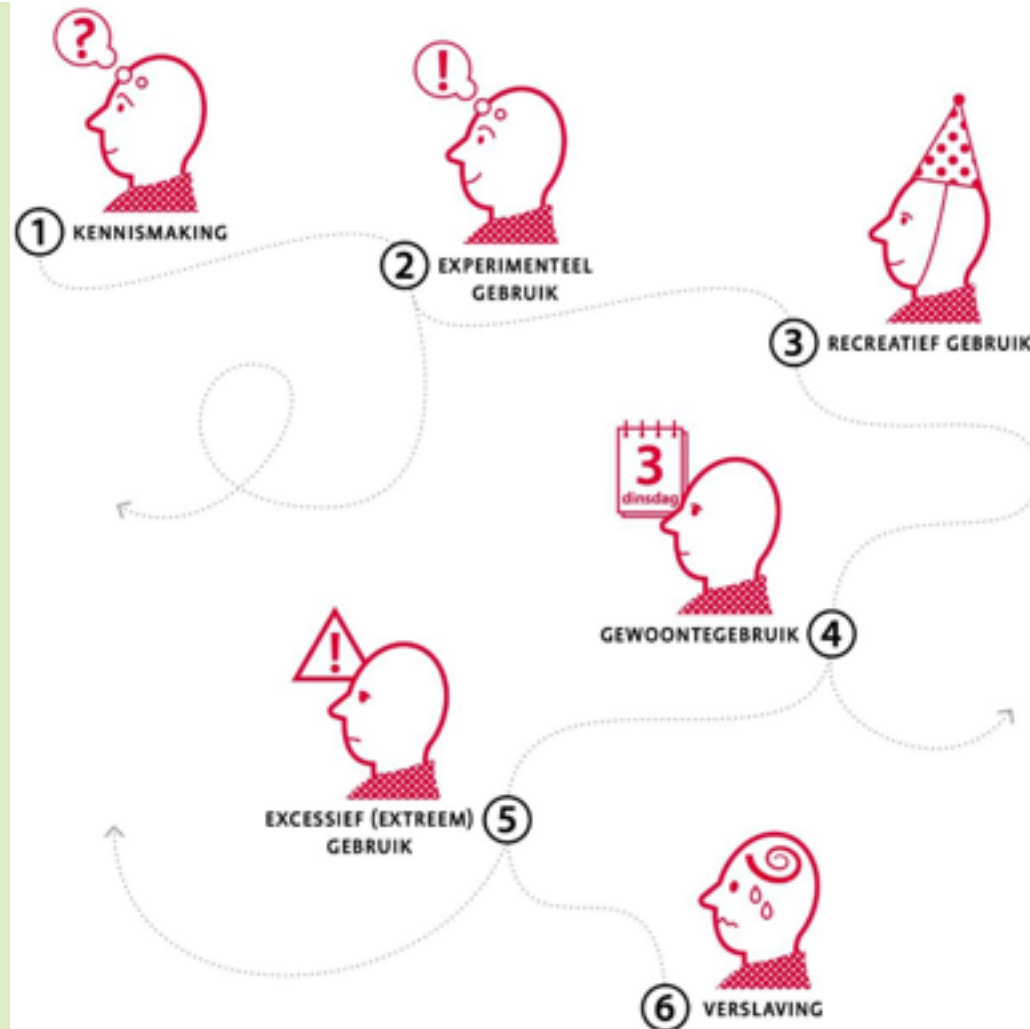 ?
!
1 KENNISMAKING
2 EXPERIMENTEEL
GEBRUIK
3 RECREATIEF GEBRUIK
3
dinsdag
GEWOONTEGEBRUIK 4
!
EXCESSIEF (EXTREEM) 5
GEBRUIK
6 VERSLAVING